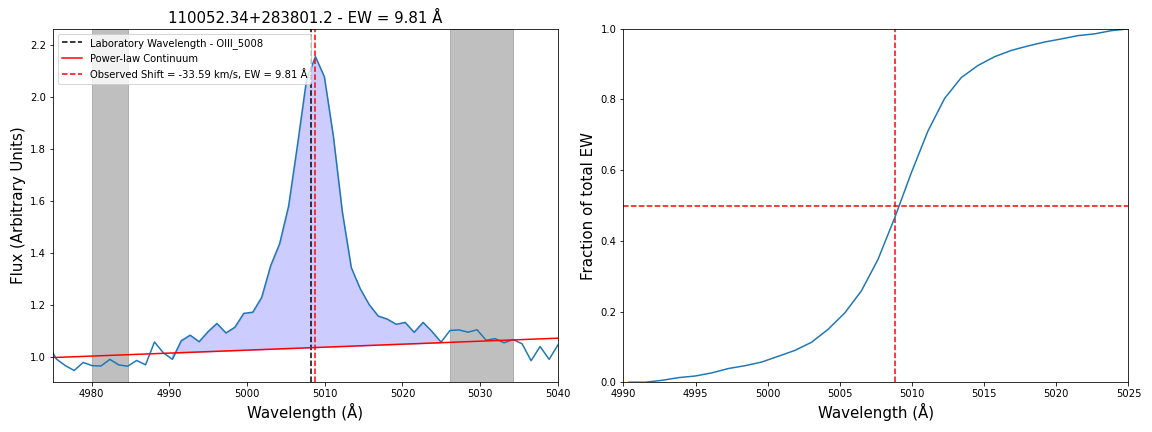 110052.34+283801.2 - EW = 9.81 Å
Laboratory Wavelength - OIII_5008
Power-law Continuum
Observed Shift = -33.59 km/s, EW = 9.81 Å
Flux (Arbitrary Units)
2.2
2.0
1.8
1.6
1.4
1.2
1.0
4980 4990 5000 5010 5020 5030 5040
Wavelength (Å)
Fraction of total EW
1.0
0.8
0.6
0.4
0.2
0.0
4990 4995 5000 5005 5010 5015 5020 5025
Wavelength (Å)